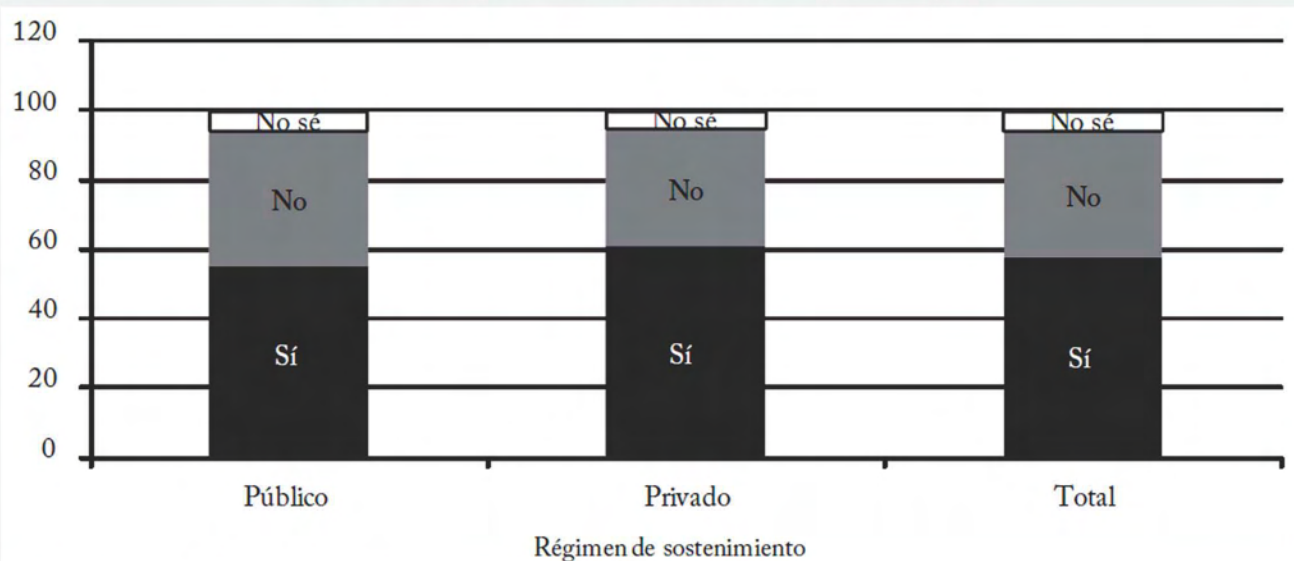 120
100
No sé No sé No sé
80
No No No
60
40
Sí Sí Sí
20
0
Público Privado Total
Régimen de sostenimiento